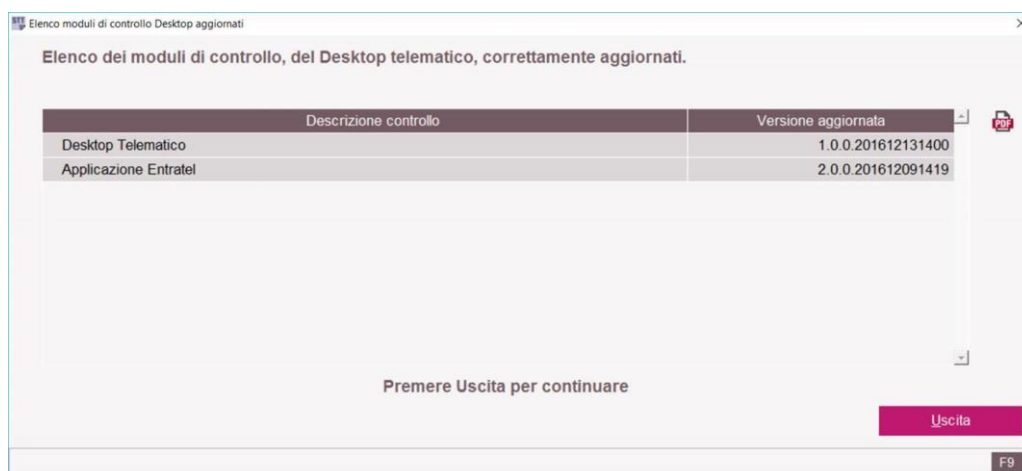 Elenco moduli di controllo Desktop aggiornati
Elenco dei moduli di controllo, del Desktop telematico, correttamente aggiornati.
Descrizione controllo Versione aggiornata
PDF
Desktop Telematico 1.0.0.201612131400
Applicazione Entratel 2.0.0.201612091419
Premere Uscita per continuare
Uscita
F9